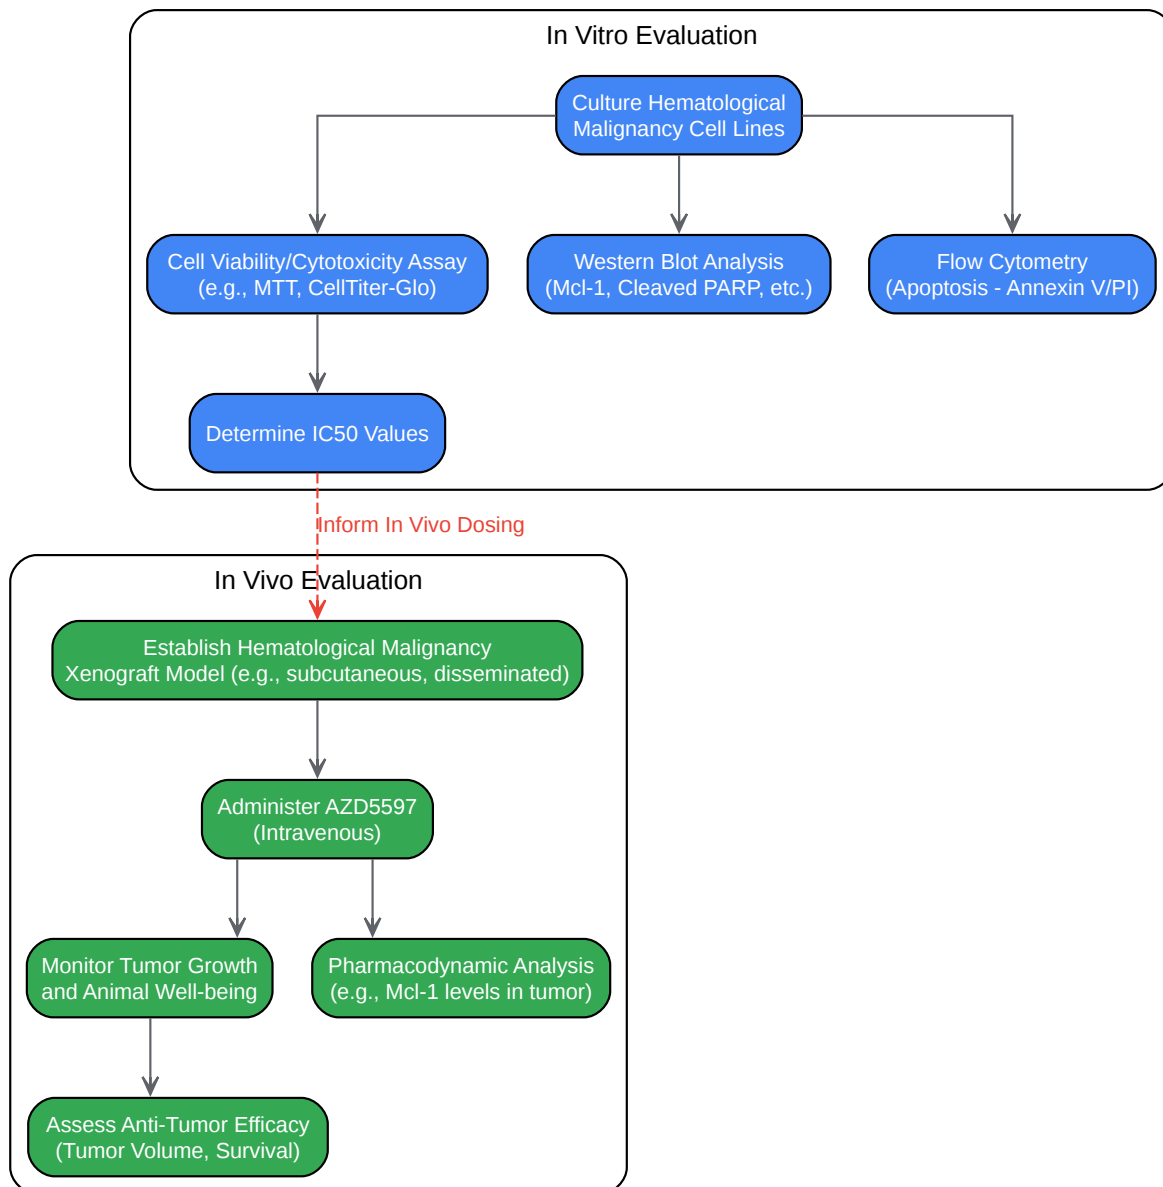 In Vitro Evaluation
Culture Hematological
Malignancy Cell Lines
Cell Viability/Cytotoxicity Assay
(e.g., MTT, CellTiter-Glo)
Western Blot Analysis
(Mcl-1, Cleaved PARP, etc.)
Flow Cytometry
(Apoptosis - Annexin V/PI)
Determine IC50 Values
Inform In Vivo Dosing
In Vivo Evaluation
Establish Hematological Malignancy
Xenograft Model (e.g., subcutaneous, disseminated)
Administer AZD5597
(Intravenous)
Monitor Tumor Growth
and Animal Well-being
Pharmacodynamic Analysis
(e.g., Mcl-1 levels in tumor)
Assess Anti-Tumor Efficacy
(Tumor Volume, Survival)